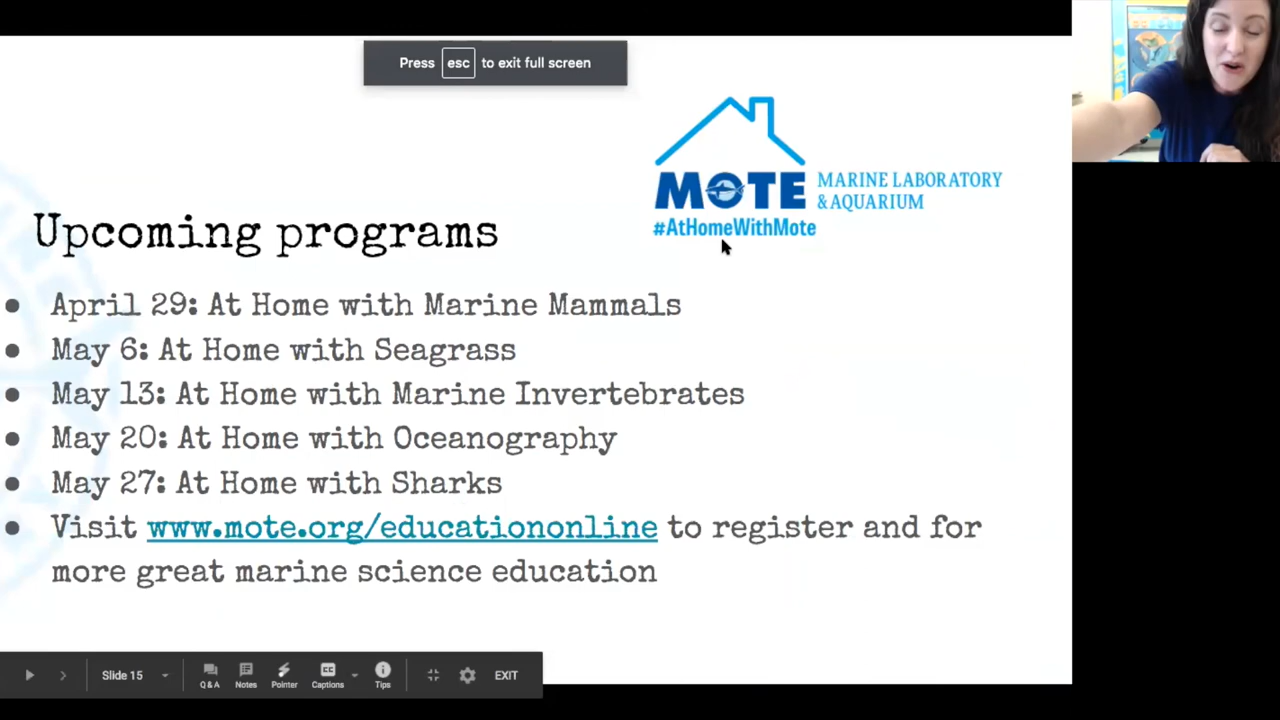 Press esc to exit full screen
MOTE MARINE LABORATORY
& AQUARIUM
#AtHomeWithMote
Upcoming programs
● April 29: At Home with Marine Mammals
● May 6: At Home with Seagrass
● May 13: At Home with Marine Invertebrates
● May 20: At Home with Oceanography
● May 27: At Home with Sharks
● Visit www.mote.org/educationonline to register and for
more great marine science education
Slide 15
Q & A Notes Pointer CC Captions Tips EXIT